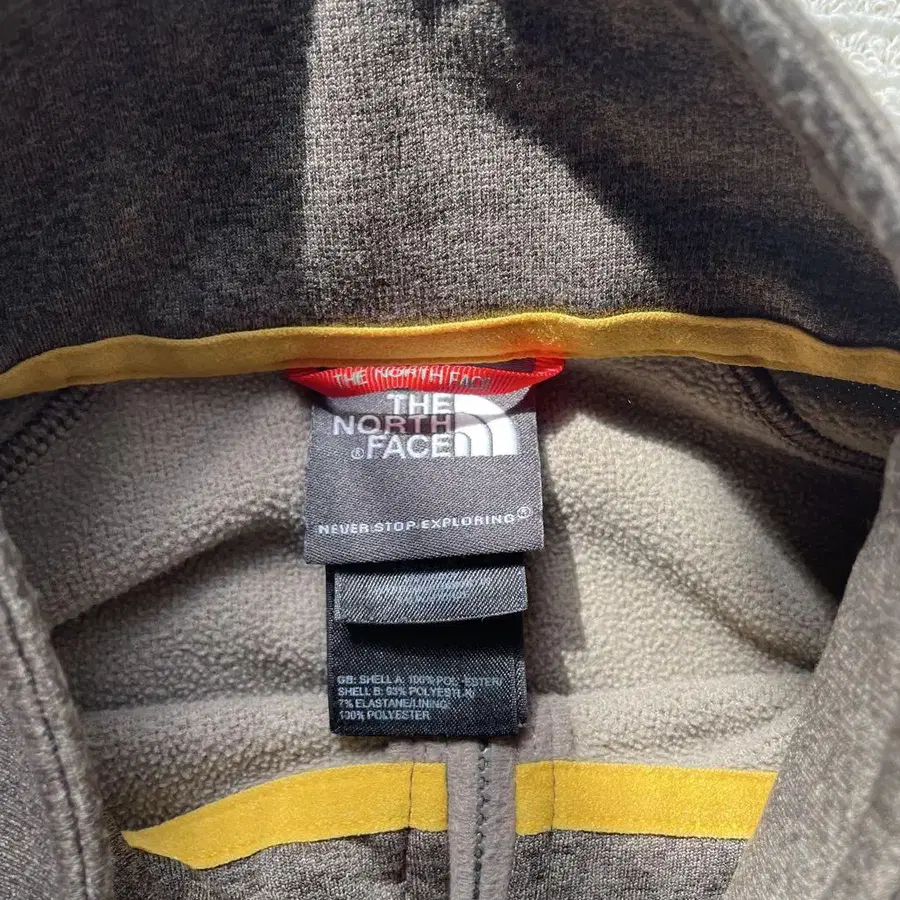 THE NORTH FACE
THE
NORTH
FACE
®
NEVER STOP EXPLORING®
GB: SHELL A: 100% POLYESTER/
SHELL B: 93% POLYESTER/
7% ELASTANE/LINING:
100% POLYESTER